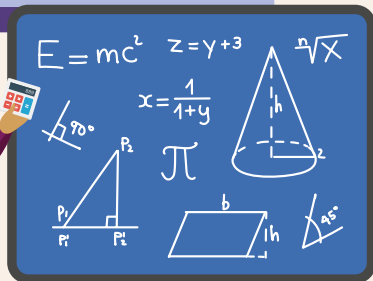 E = mc²
z = y + 3
ⁿ√X
x = 1/(1+y)
h
90°
P₂
π
2
b
P₁
h
45°
P₁'
P₂'